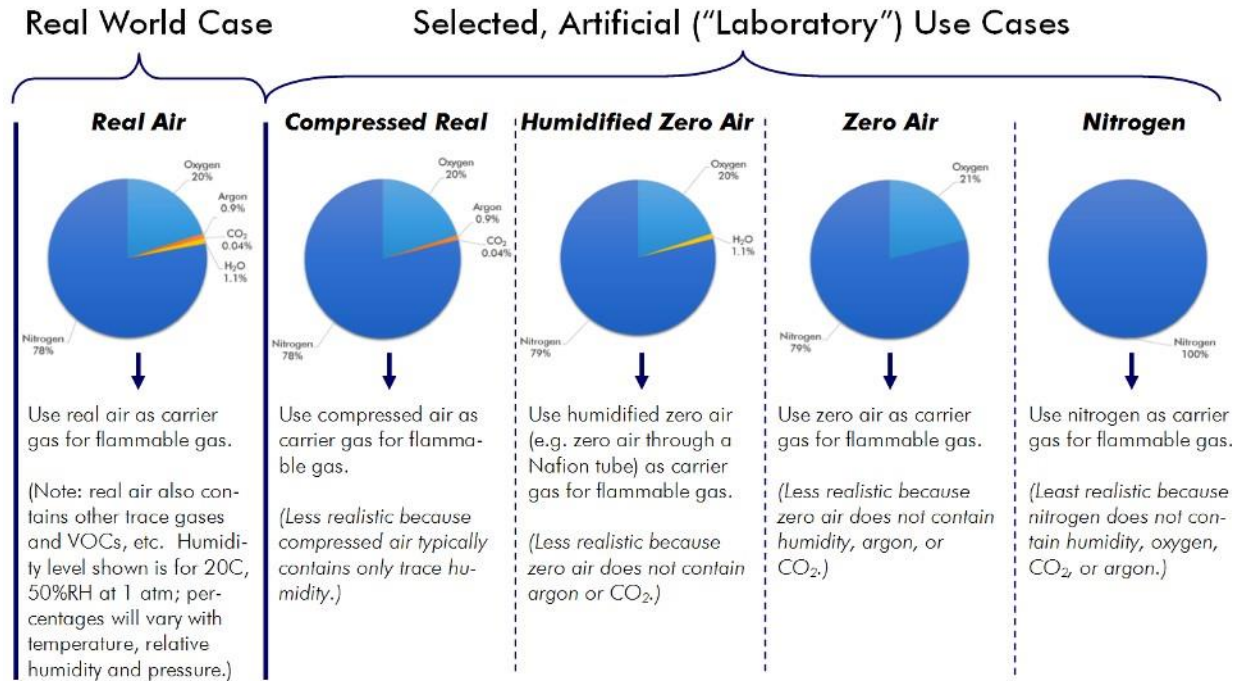 Real World Case
Selected, Artificial (“Laboratory”) Use Cases
Real Air
Oxygen
20%
Argon
0.9%
CO₂
0.04%
H₂O
1.1%
Nitrogen
78%
Use real air as carrier
gas for flammable gas.
(Note: real air also con-
tains other trace gases
and VOCs, etc. Humidi-
ty level shown is for 20C,
50%RH at 1 atm; per-
centages will vary with
temperature, relative
humidity and pressure.)
Compressed Real
Oxygen
20%
Argon
0.9%
CO₂
0.04%
Nitrogen
78%
Use compressed air as
carrier gas for flamma-
ble gas.
(Less realistic because
compressed air typically
contains only trace hu-
midity.)
Humidified Zero Air
Oxygen
20%
H₂O
1.1%
Nitrogen
79%
Use humidified zero air
(e.g. zero air through a
Nafion tube) as carrier
gas for flammable gas.
(Less realistic because
zero air does not contain
argon or CO₂.)
Zero Air
Oxygen
21%
Nitrogen
79%
Use zero air as carrier
gas for flammable gas.
(Less realistic because
zero air does not contain
humidity, argon, or
CO₂.)
Nitrogen
Nitrogen
100%
Use nitrogen as carrier
gas for flammable gas.
(Least realistic because
nitrogen does not con-
tain humidity, oxygen,
CO₂, or argon.)